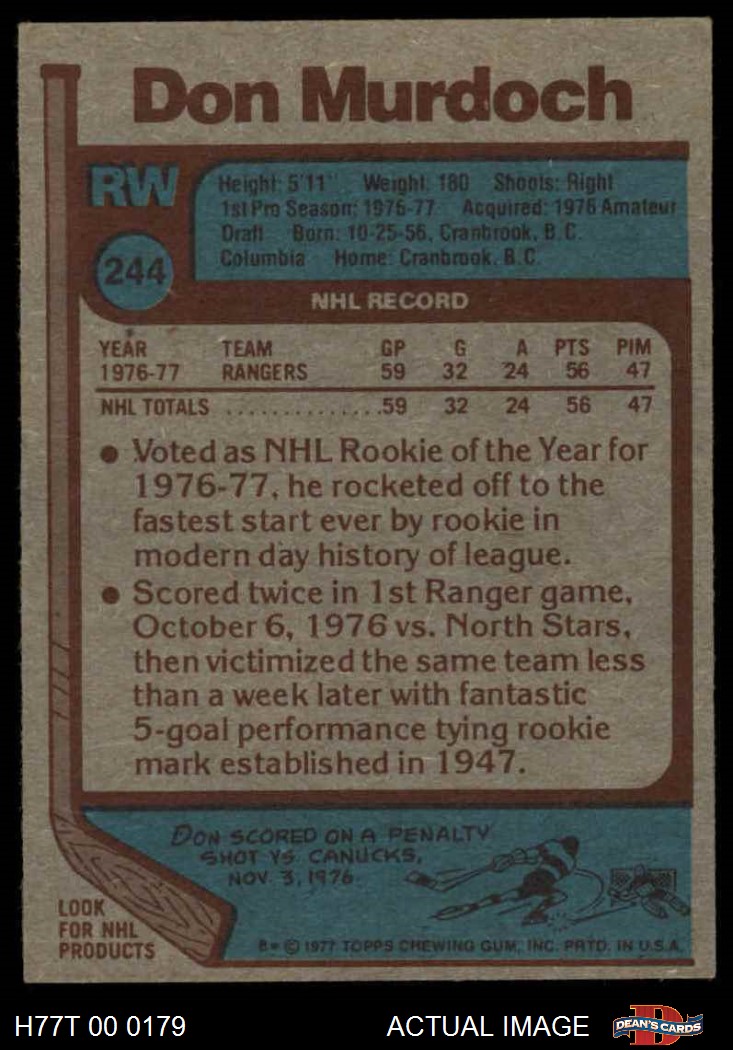 Don Murdoch
RW
Height: 5'11" Weight: 180 Shoots: Right
1st Pro Season: 1976-77 Acquired: 1976 Amateur
Draft Born: 10-25-56, Cranbrook, B.C.
Columbia Home: Cranbrook, B.C.
244
NHL RECORD
YEAR TEAM GP G A PTS PIM
1976-77 RANGERS 59 32 24 56 47
NHL TOTALS ..............59 32 24 56 47
● Voted as NHL Rookie of the Year for
1976-77, he rocketed off to the
fastest start ever by rookie in
modern day history of league.
● Scored twice in 1st Ranger game,
October 6, 1976 vs. North Stars,
then victimized the same team less
than a week later with fantastic
5-goal performance tying rookie
mark established in 1947.
DON SCORED ON A PENALTY
SHOT VS. CANUCKS,
NOV. 3, 1976.
LOOK
FOR NHL
PRODUCTS
B* © 1977 TOPPS CHEWING GUM, INC. PRTD. IN U.S.A.
H77T 00 0179 ACTUAL IMAGE D DEAN'S CARDS